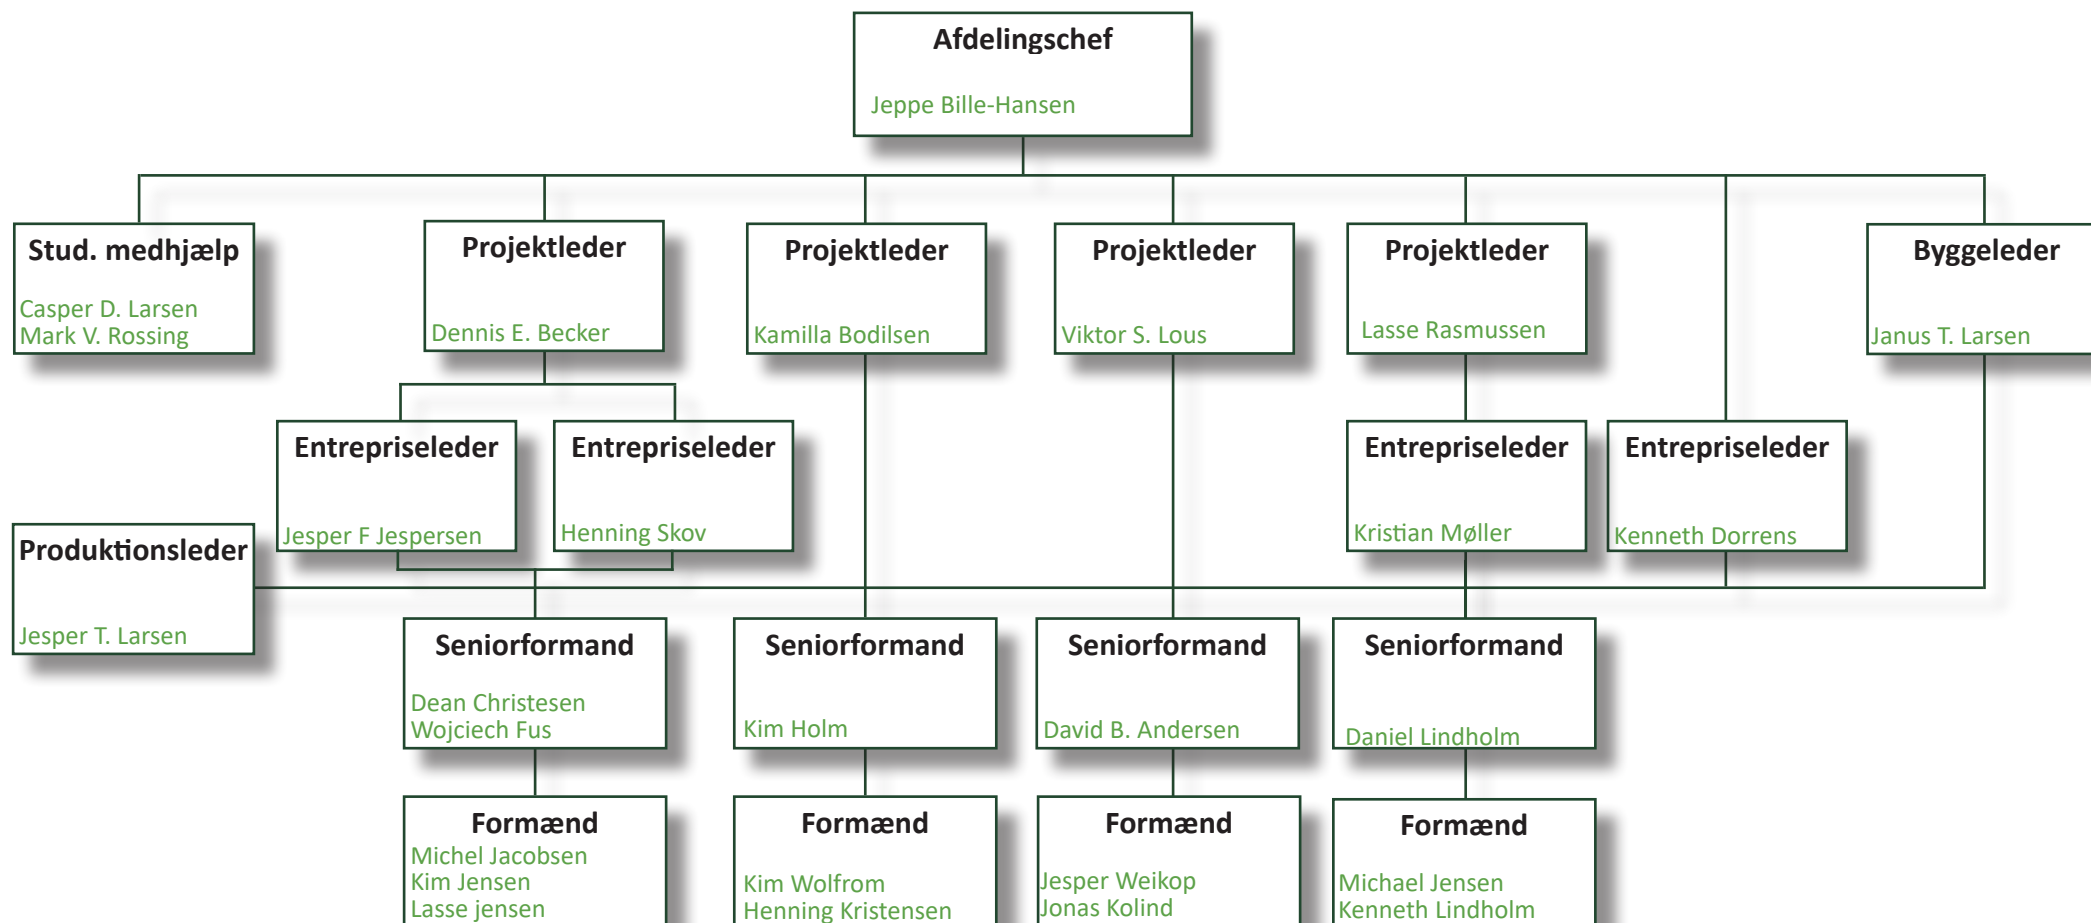 Afdelingschef
Jeppe Bille-Hansen
Stud. medhjælp
Casper D. Larsen
Mark V. Rossing
Projektleder
Dennis E. Becker
Projektleder
Kamilla Bodilsen
Projektleder
Viktor S. Lous
Projektleder
Lasse Rasmussen
Byggeleder
Janus T. Larsen
Entrepriseleder
Jesper F Jespersen
Entrepriseleder
Henning Skov
Entrepriseleder
Kristian Møller
Entrepriseleder
Kenneth Dorrens
Produktionsleder
Jesper T. Larsen
Seniorformand
Dean Christesen
Wojciech Fus
Seniorformand
Kim Holm
Seniorformand
David B. Andersen
Seniorformand
Daniel Lindholm
Formænd
Michel Jacobsen
Kim Jensen
Lasse jensen
Formænd
Kim Wolfrom
Henning Kristensen
Formænd
Jesper Weikop
Jonas Kolind
Formænd
Michael Jensen
Kenneth Lindholm